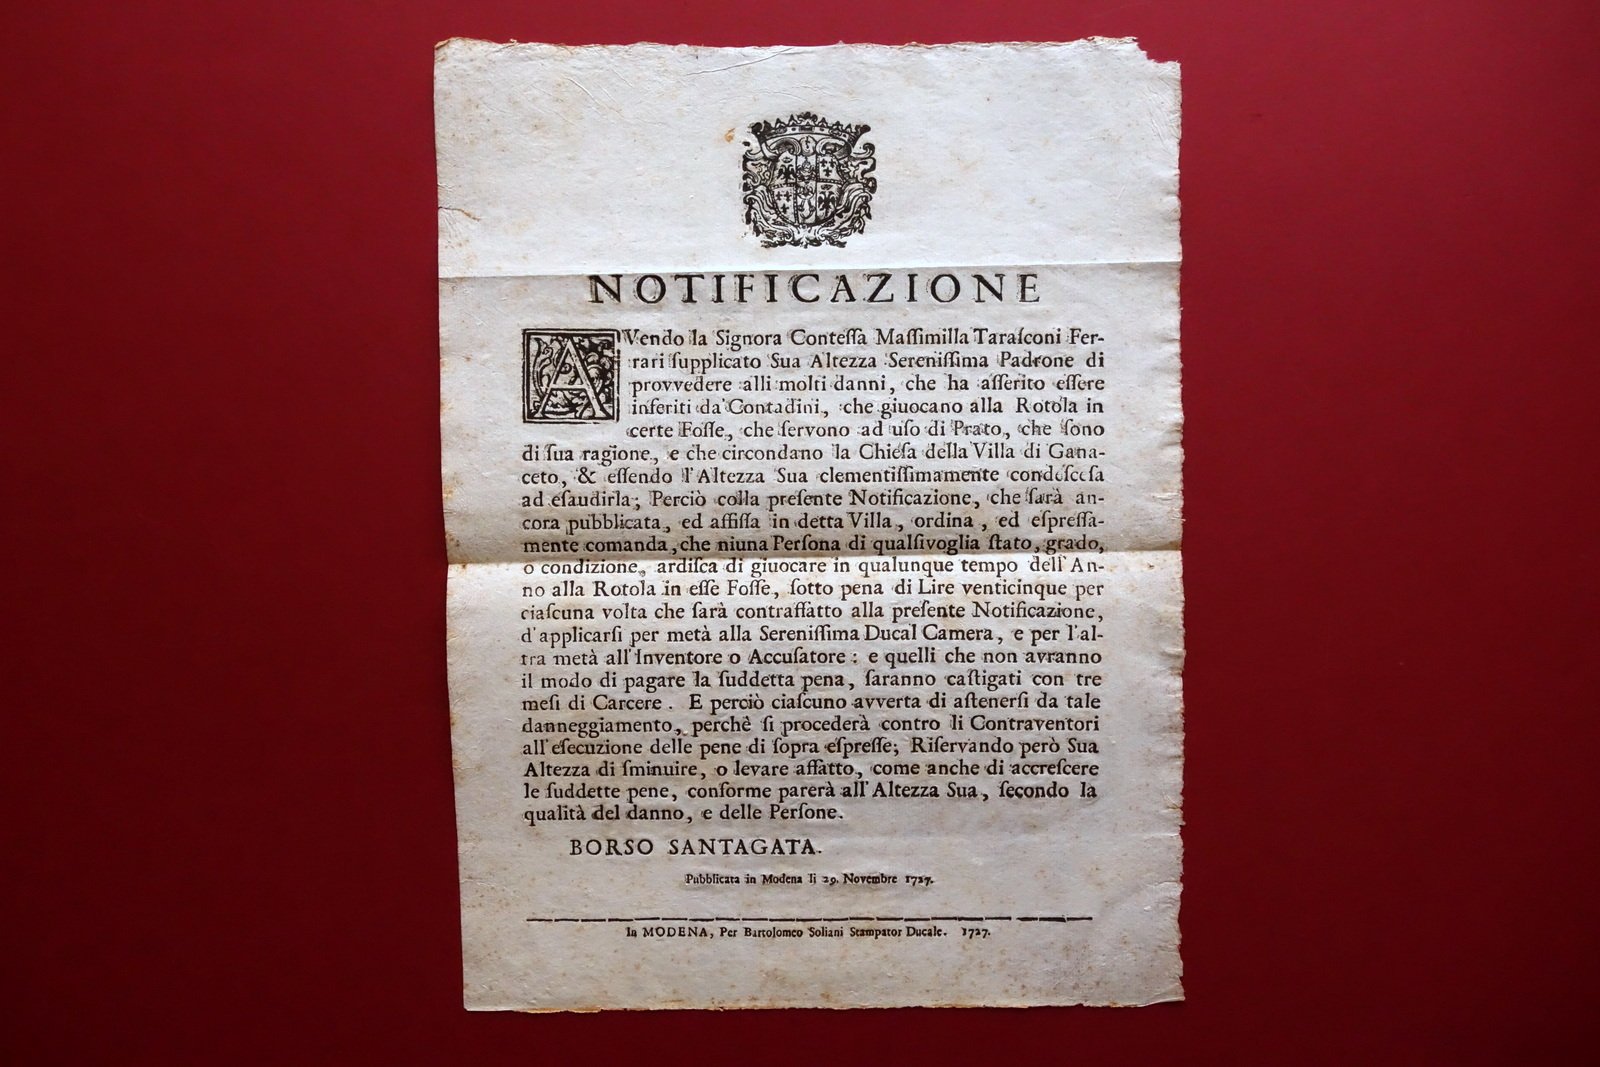 NOTIFICAZIONE
AVendo la Signora Conteſſa Maſſimilla Taraſconi Fer-
rari ſupplicato Sua Altezza Sereniſſima Padrone di
provvedere alli molti danni, che ha aſſerito eſſere
inferiti da' Contadini, che giuocano alla Rotola in
certe Foſſe, che ſervono ad uſo di Prato, che ſono
di ſua ragione, e che circondano la Chieſa della Villa di Gana-
ceto, & eſſendo l'Altezza Sua clementiſſimamente condeſceſa
ad eſaudirla; Perciò colla preſente Notificazione, che ſarà an-
cora pubblicata, ed affiſſa in detta Villa, ordina, ed eſpreſſa-
mente comanda, che niuna Perſona di qualſivoglia ſtato, grado,
o condizione, ardiſca di giuocare in qualunque tempo dell' An-
no alla Rotola in eſſe Foſſe, ſotto pena di Lire venticinque per
ciaſcuna volta che ſarà contraffatto alla preſente Notificazione,
d'applicarſi per metà alla Sereniſſima Ducal Camera, e per l'al-
tra metà all'Inventore o Accuſatore: e quelli che non avranno
il modo di pagare la ſuddetta pena, ſaranno caſtigati con tre
meſi di Carcere. E perciò ciaſcuno avverta di aſtenerſi da tale
danneggiamento, perchè ſi procederà contro li Contraventori
all'eſecuzione delle pene di ſopra eſpreſſe; Riſervando però Sua
Altezza di ſminuire, o levare affatto, come anche di accreſcere
le ſuddette pene, conforme parerà all'Altezza Sua, ſecondo la
qualità del danno, e delle Perſone.
BORSO SANTAGATA.
Pubblicata in Modena li 29. Novembre 1727.
In MODENA, Per Bartolomeo Soliani Stampator Ducale. 1727.